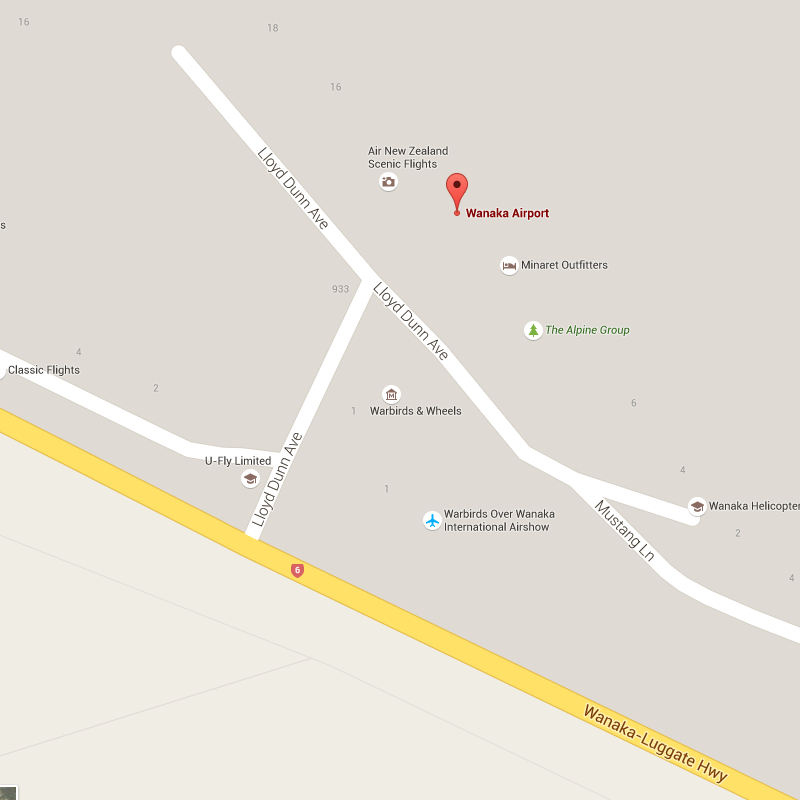 16
18
16
Air New Zealand
Scenic Flights
Lloyd Dunn Ave
Wanaka Airport
s
Minaret Outfitters
933
Lloyd Dunn Ave
The Alpine Group
4
Classic Flights
2
Warbirds & Wheels
1
6
U-Fly Limited
Lloyd Dunn Ave
4
1
Wanaka Helicopter
Warbirds Over Wanaka
International Airshow
Mustang Ln
2
6
4
Wanaka-Luggate Hwy